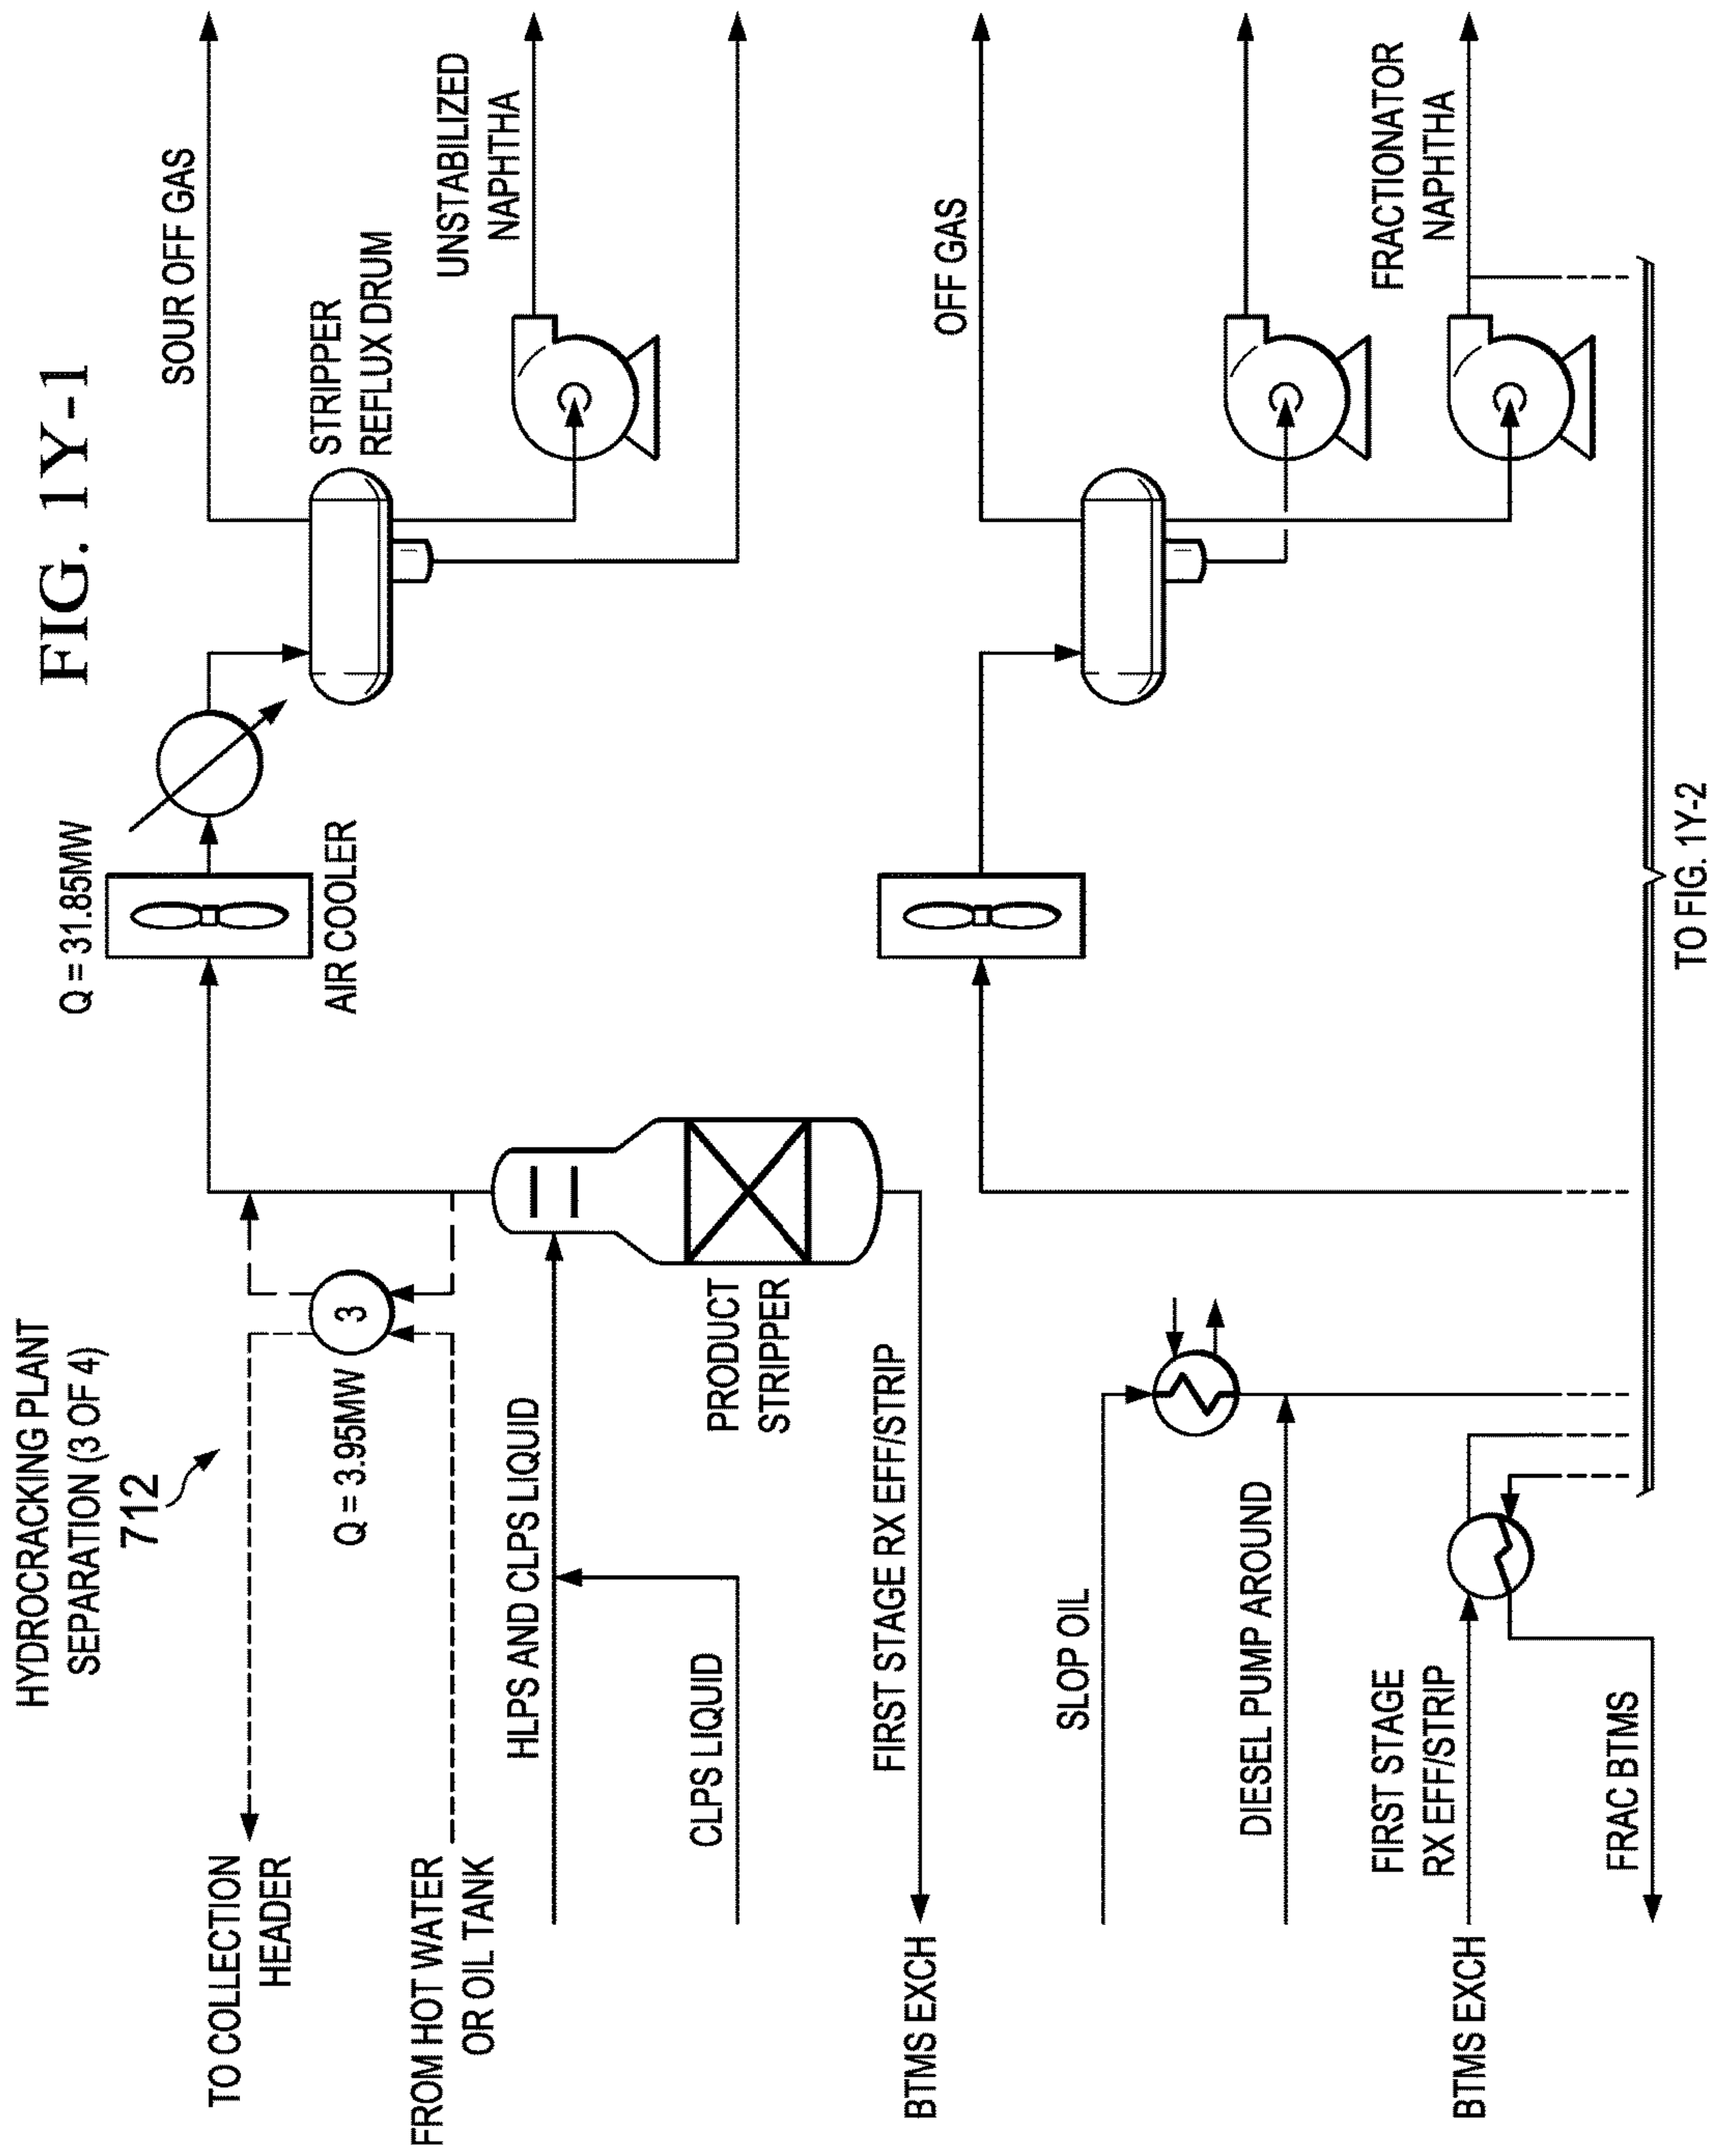 FIG. 1Y-1
HYDROCRACKING PLANT
SEPARATION (3 OF 4)
712
TO COLLECTION
HEADER
Q = 3.95MW
3
FROM HOT WATER
OR OIL TANK
Q = 31.85MW
AIR COOLER
SOUR OFF GAS
STRIPPER
REFLUX DRUM
UNSTABILIZED
NAPHTHA
HLPS AND CLPS LIQUID
CLPS LIQUID
PRODUCT
STRIPPER
FIRST STAGE RX EFF/STRIP
BTMS EXCH
OFF GAS
SLOP OIL
DIESEL PUMP AROUND
FIRST STAGE
RX EFF/STRIP
BTMS EXCH
FRAC BTMS
FRACTIONATOR
NAPHTHA
TO FIG. 1Y-2